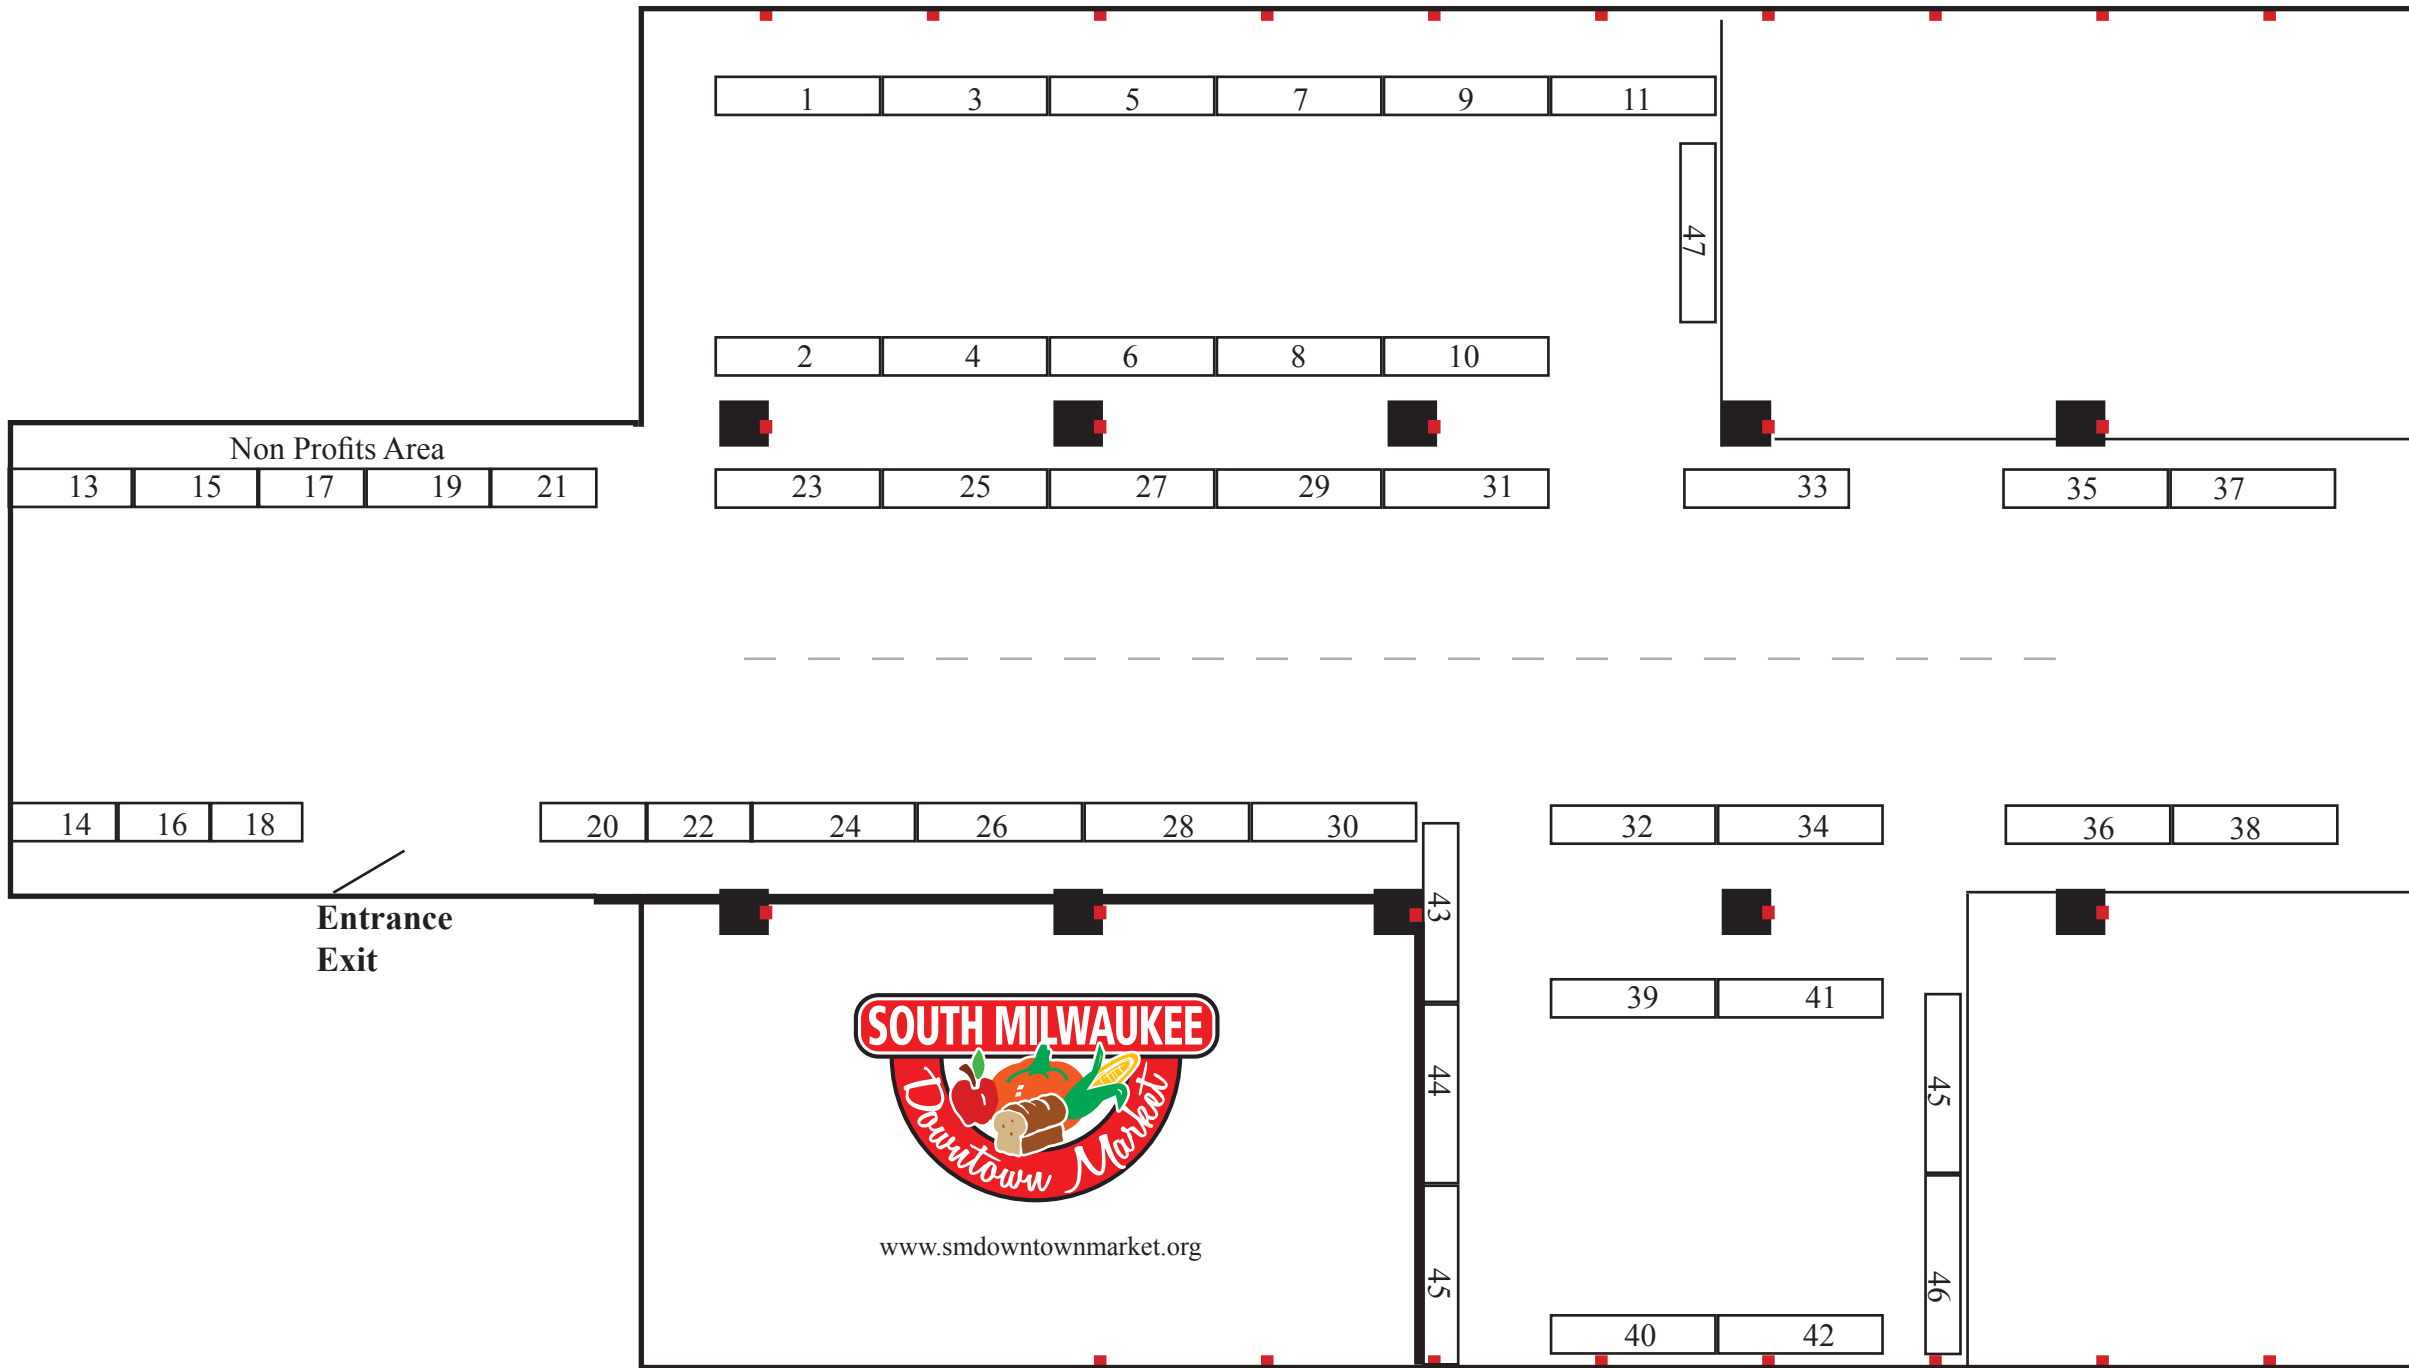 1 3 5 7 9 11
47
2 4 6 8 10
Non Profits Area
13 15 17 19 21 23 25 27 29 31 33 35 37
14 16 18 20 22 24 26 28 30 32 34 36 38
43
Entrance
Exit
39 41
SOUTH MILWAUKEE
Downtown Market
44
45
www.smdowntownmarket.org
45
46
40 42